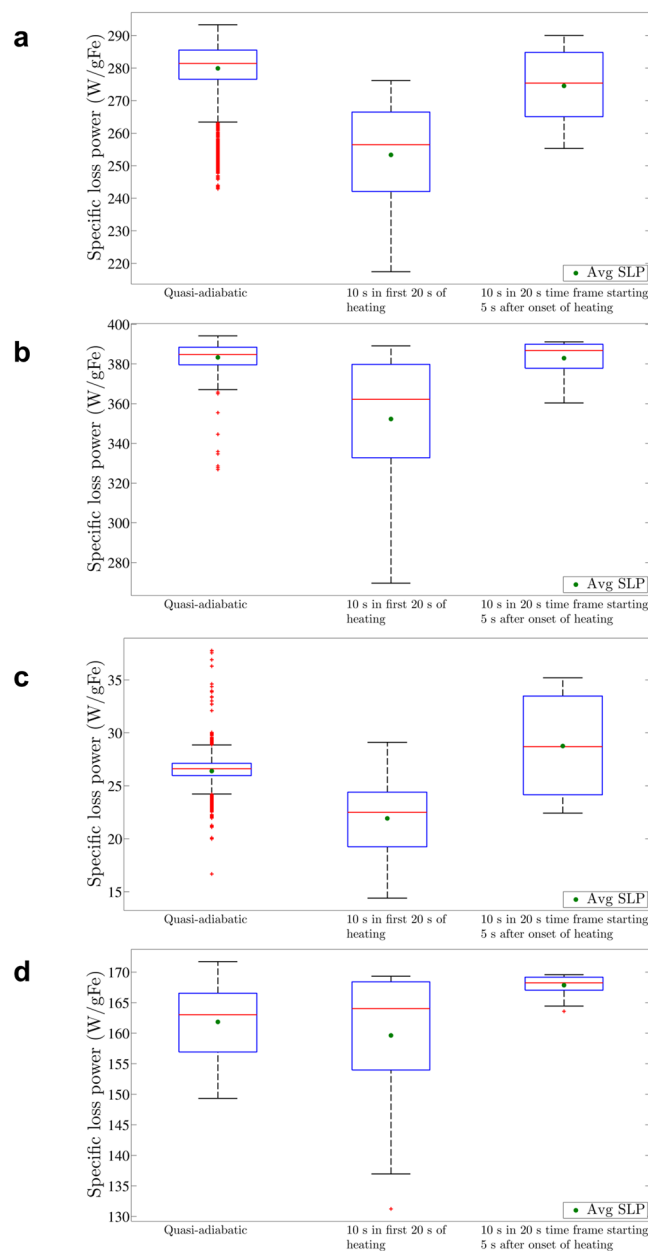 a
Specific loss power (W/gFe)
290
280
270
260
250
240
230
220
Avg SLP
Quasi-adiabatic
10 s in first 20 s of
heating
10 s in 20 s time frame starting
5 s after onset of heating
b
Specific loss power (W/gFe)
400
380
360
340
320
300
280
Avg SLP
Quasi-adiabatic
10 s in first 20 s of
heating
10 s in 20 s time frame starting
5 s after onset of heating
c
Specific loss power (W/gFe)
35
30
25
20
15
Avg SLP
Quasi-adiabatic
10 s in first 20 s of
heating
10 s in 20 s time frame starting
5 s after onset of heating
d
Specific loss power (W/gFe)
170
165
160
155
150
145
140
135
130
Avg SLP
Quasi-adiabatic
10 s in first 20 s of
heating
10 s in 20 s time frame starting
5 s after onset of heating